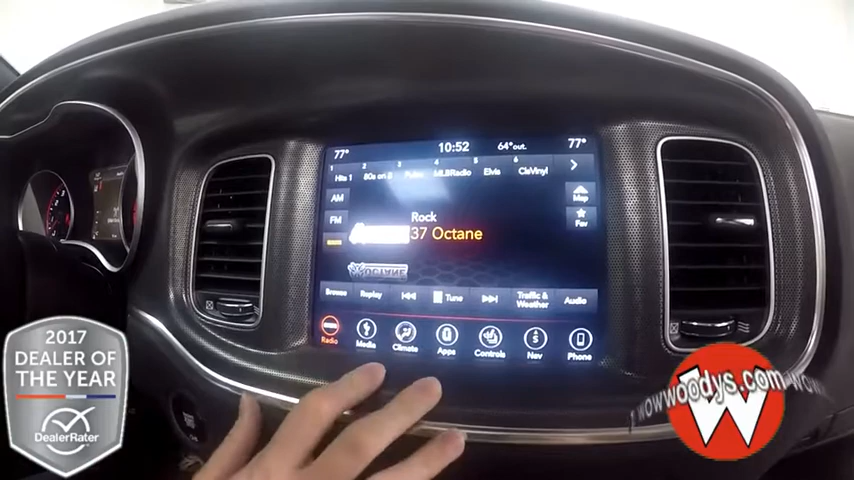 77° 10:52 64°out. 77°
1 2 3 4 5 6
Hits 1 80s on 8 Pulse MLBRadio Elvis ClsVinyl
AM
FM
Map
Fav
Rock
37 Octane
OCTANE
Browse Replay Tune Traffic & Weather Audio
Radio Media Climate Apps Controls Nav Phone
2017
DEALER OF
THE YEAR
DealerRater
wowwoodys.com
W